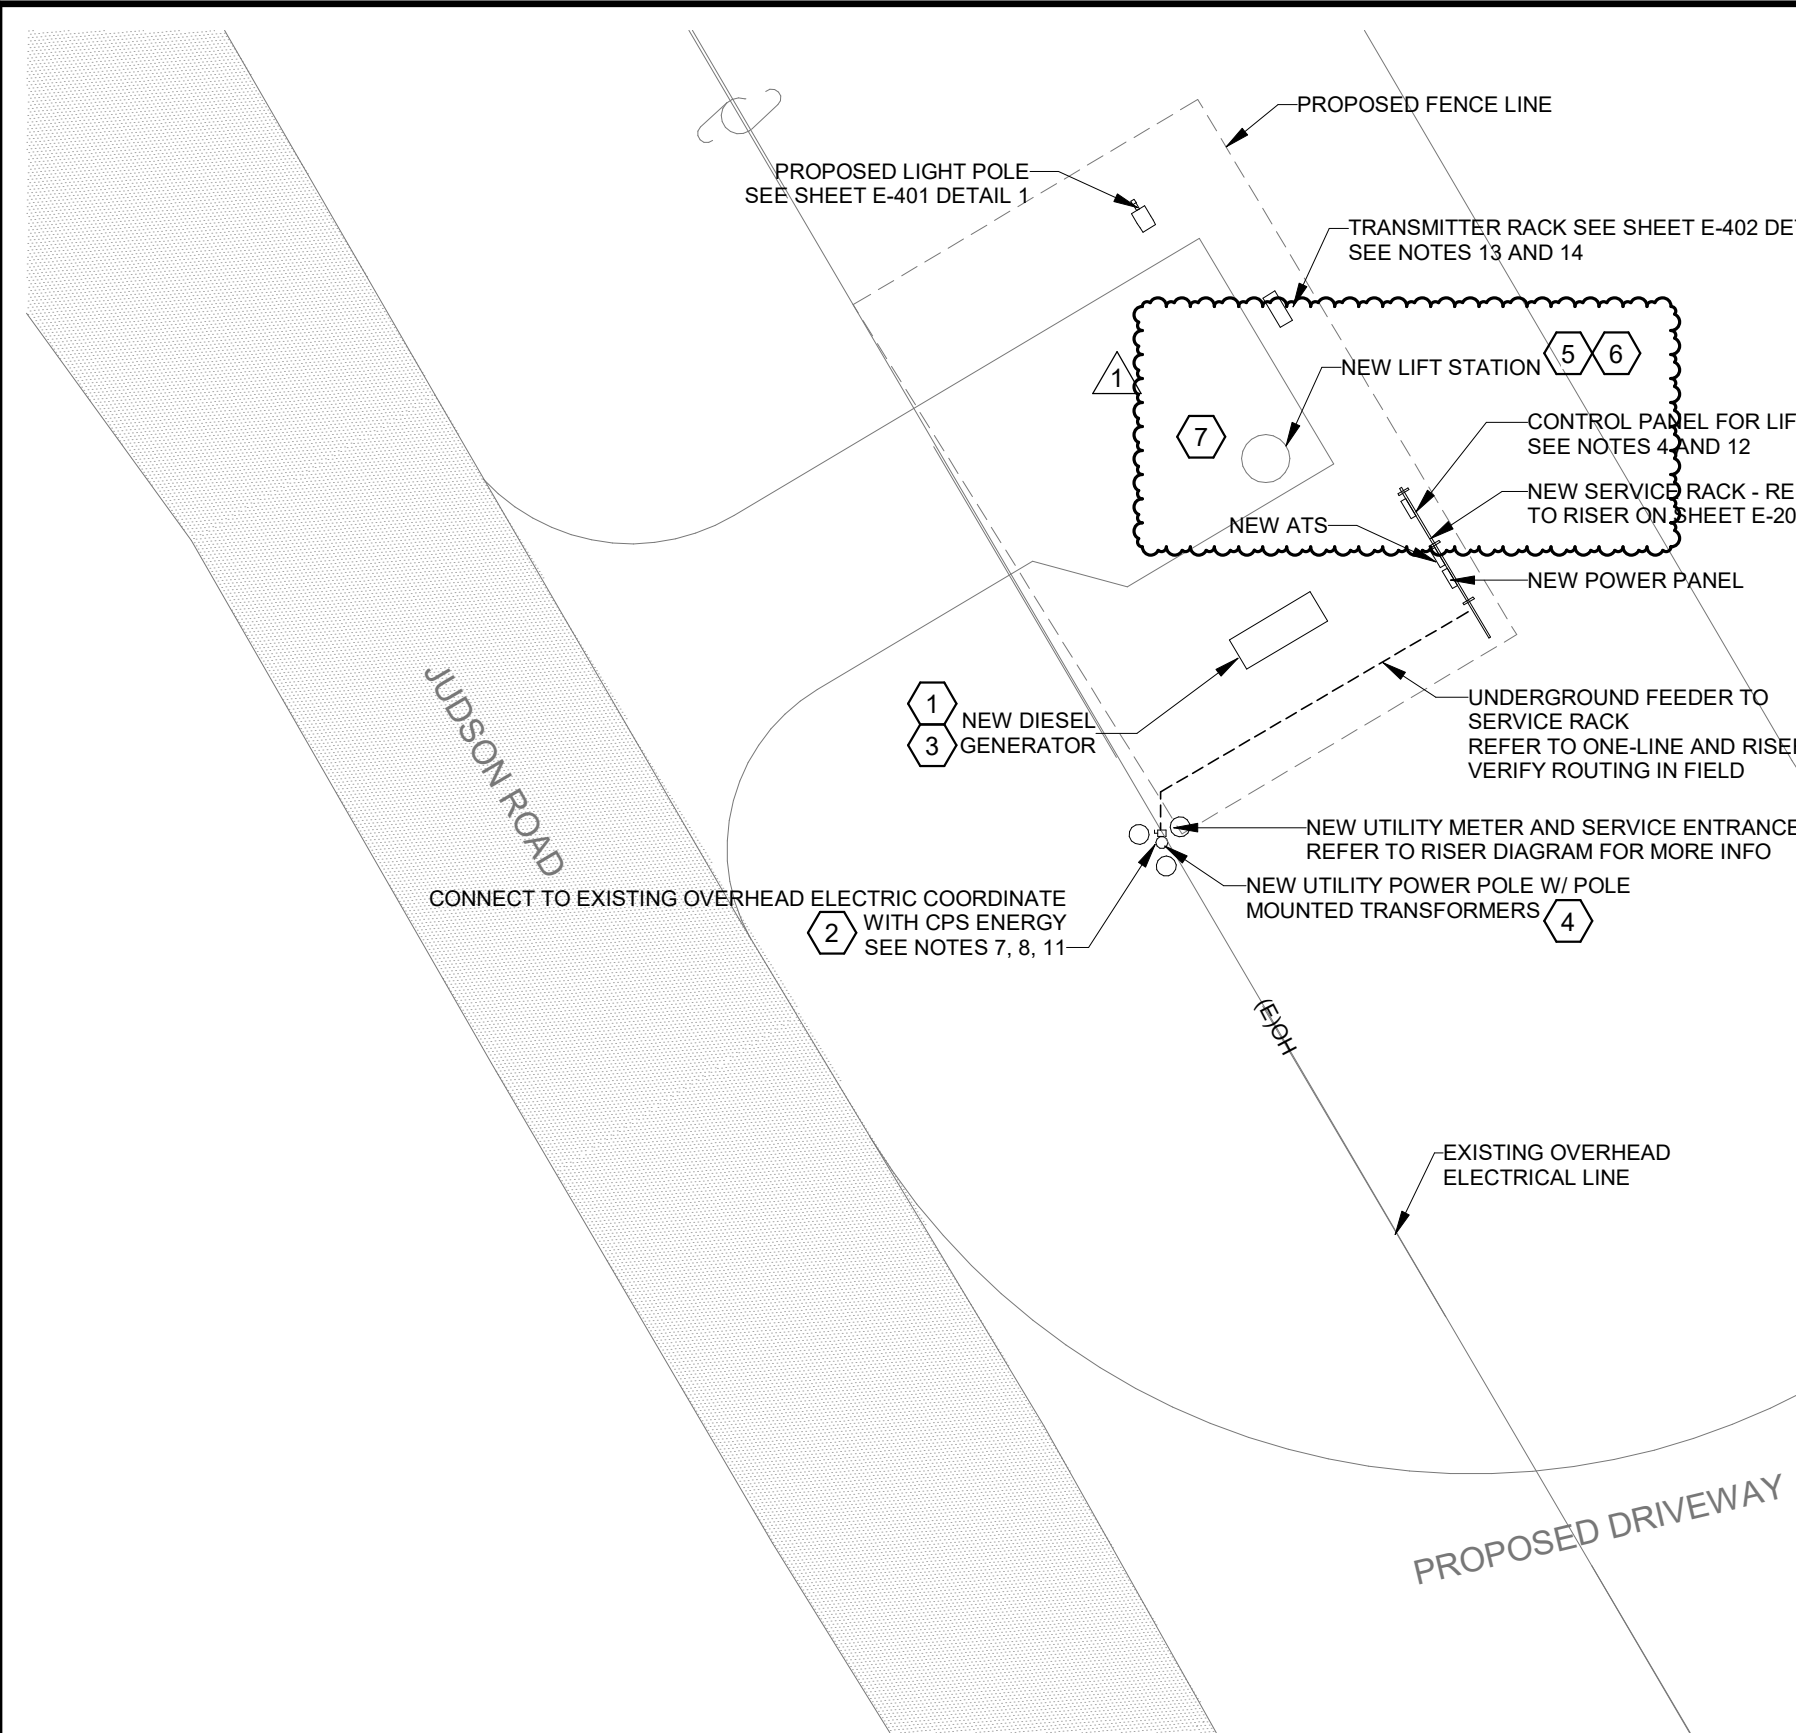 PROPOSED FENCE LINE
PROPOSED LIGHT POLE
SEE SHEET E-401 DETAIL 1
TRANSMITTER RACK SEE SHEET E-402
SEE NOTES 13 AND 14
1
NEW LIFT STATION
5
6
7
CONTROL PANEL FOR
SEE NOTES 4 AND 12
NEW SERVICE RACK -
TO RISER ON SHEET
NEW ATS
NEW POWER PANEL
JUDSON ROAD
1
3
NEW DIESEL
GENERATOR
UNDERGROUND FEEDER TO
SERVICE RACK
REFER TO ONE-LINE AND
VERIFY ROUTING IN FIELD
NEW UTILITY METER AND SERVICE ENTRANCE
REFER TO RISER DIAGRAM FOR MORE INFO
NEW UTILITY POWER POLE W/ POLE
MOUNTED TRANSFORMERS
4
CONNECT TO EXISTING OVERHEAD ELECTRIC COORDINATE
2
WITH CPS ENERGY
SEE NOTES 7, 8, 11
(E)OH
EXISTING OVERHEAD
ELECTRICAL LINE
PROPOSED DRIVEWAY